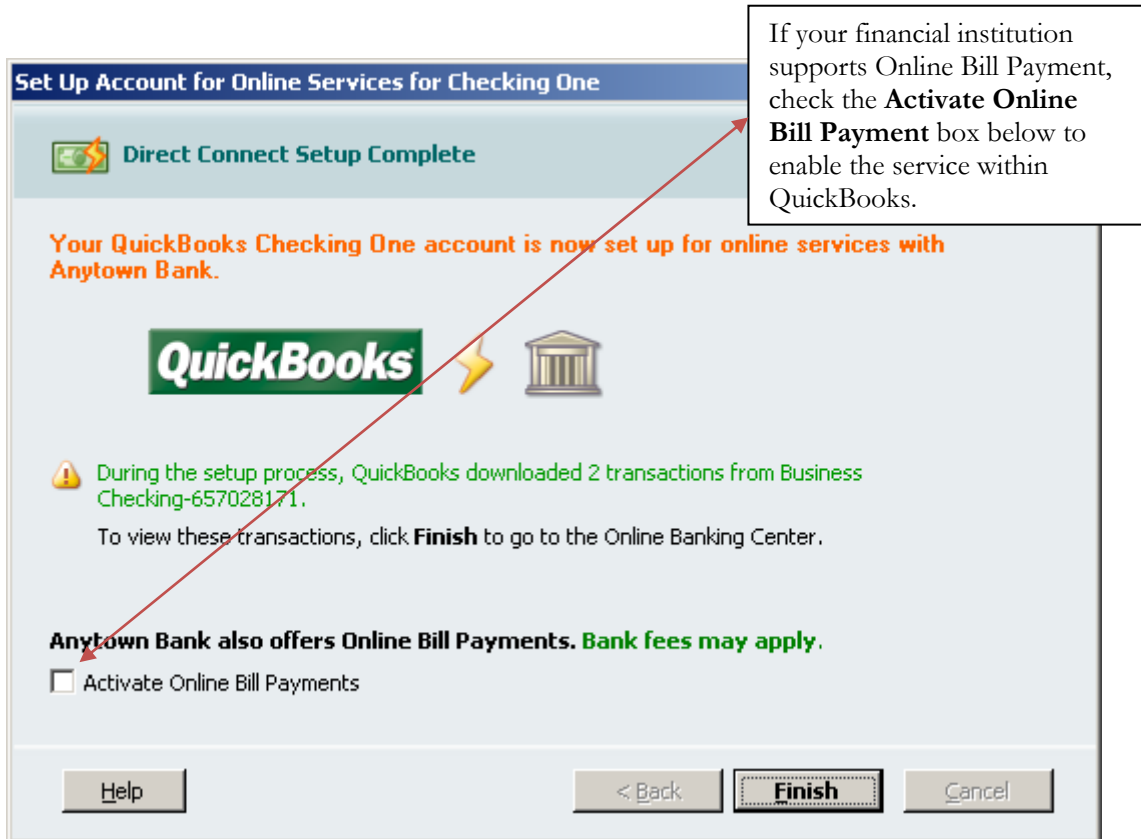 If your financial institution
supports Online Bill Payment,
check the Activate Online
Bill Payment box below to
enable the service within
QuickBooks.
Set Up Account for Online Services for Checking One
Direct Connect Setup Complete
Your QuickBooks Checking One account is now set up for online services with
Anytown Bank.
QuickBooks
During the setup process, QuickBooks downloaded 2 transactions from Business
Checking-657028171.
To view these transactions, click Finish to go to the Online Banking Center.
Anytown Bank also offers Online Bill Payments. Bank fees may apply.
Activate Online Bill Payments
Help
< Back
Finish
Cancel